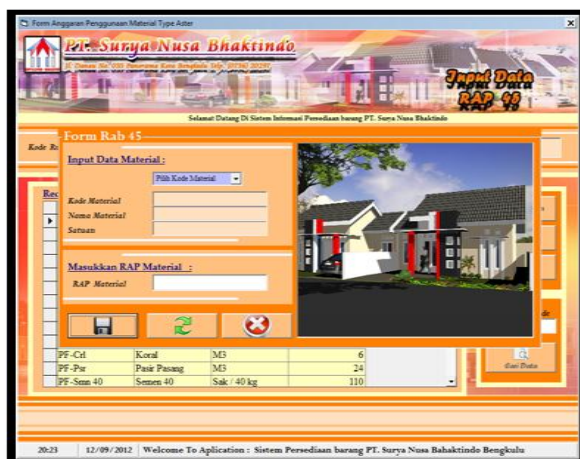 Form Anggaran Penggunaan Material Type Aster
PT. Surya Nusa Bhaktindo
Input Data
RAP 48
Selamat Datang Di Sistem Informasi Persediaan barang PT. Surya Nusa Bhaktindo
Form Rab 45
Input Data Material :
Pilih Kode Material
Kode Material
Nama Material
Satuan
Masukkan RAP Material :
RAP Material
PF-Crl Koral M3 6
PF-Psr Pasir Pasang M3 24
PF-Smn 40 Semen 40 Sak / 40 kg 110
Cari Data
20:23 12/09/2012 Welcome To Aplication : Sistem Persediaan barang PT. Surya Nusa Bahaktindo Bengkulu